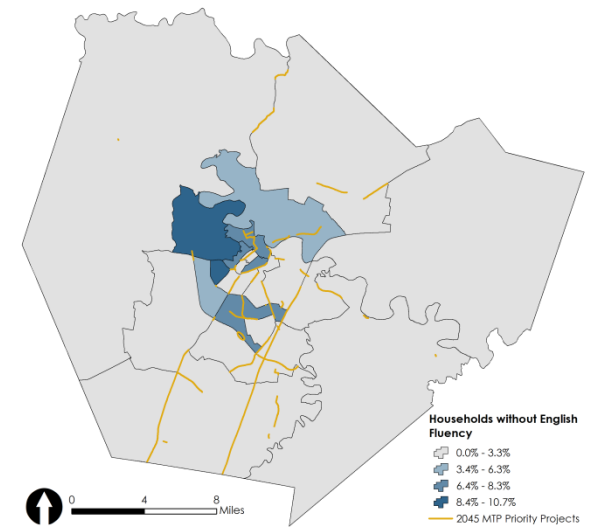 Households without English
Fluency
0.0% - 3.3%
3.4% - 6.3%
6.4% - 8.3%
8.4% - 10.7%
2045 MTP Priority Projects
0 4 8
Miles